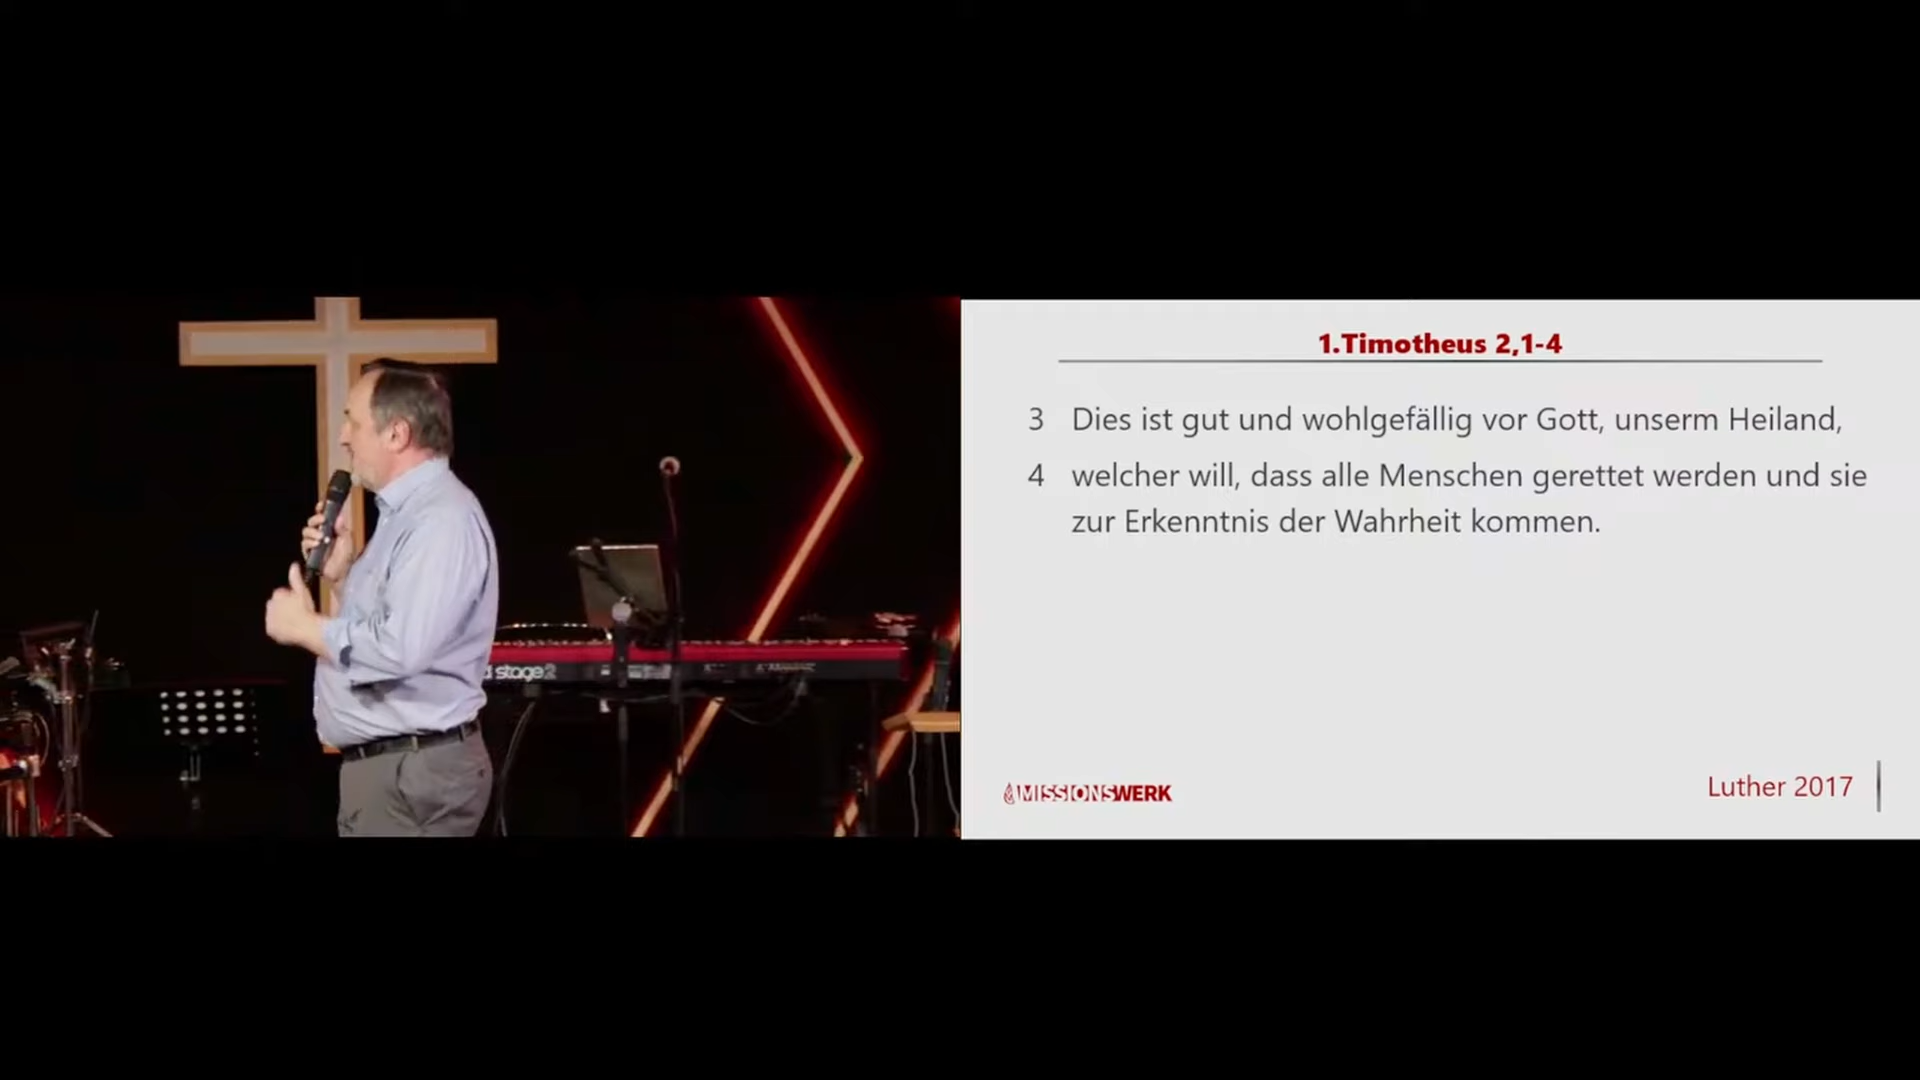 1.Timotheus 2,1-4
3 Dies ist gut und wohlgefällig vor Gott, unserm Heiland,
4 welcher will, dass alle Menschen gerettet werden und sie
zur Erkenntnis der Wahrheit kommen.
stage2
MISSIONSWERK
Luther 2017